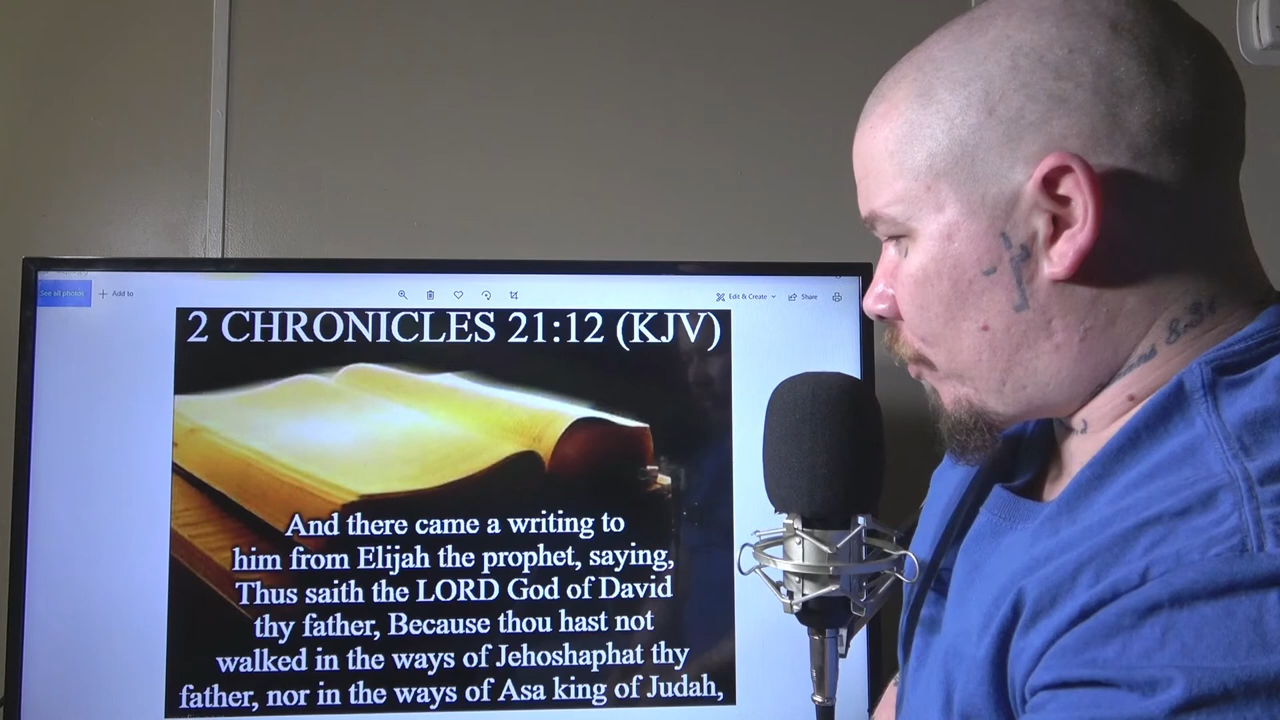 See all photos
Add to
Edit & Create
Share
2 CHRONICLES 21:12 (KJV)
And there came a writing to
him from Elijah the prophet, saying,
Thus saith the LORD God of David
thy father, Because thou hast not
walked in the ways of Jehoshaphat thy
father, nor in the ways of Asa king of Judah,
8:36